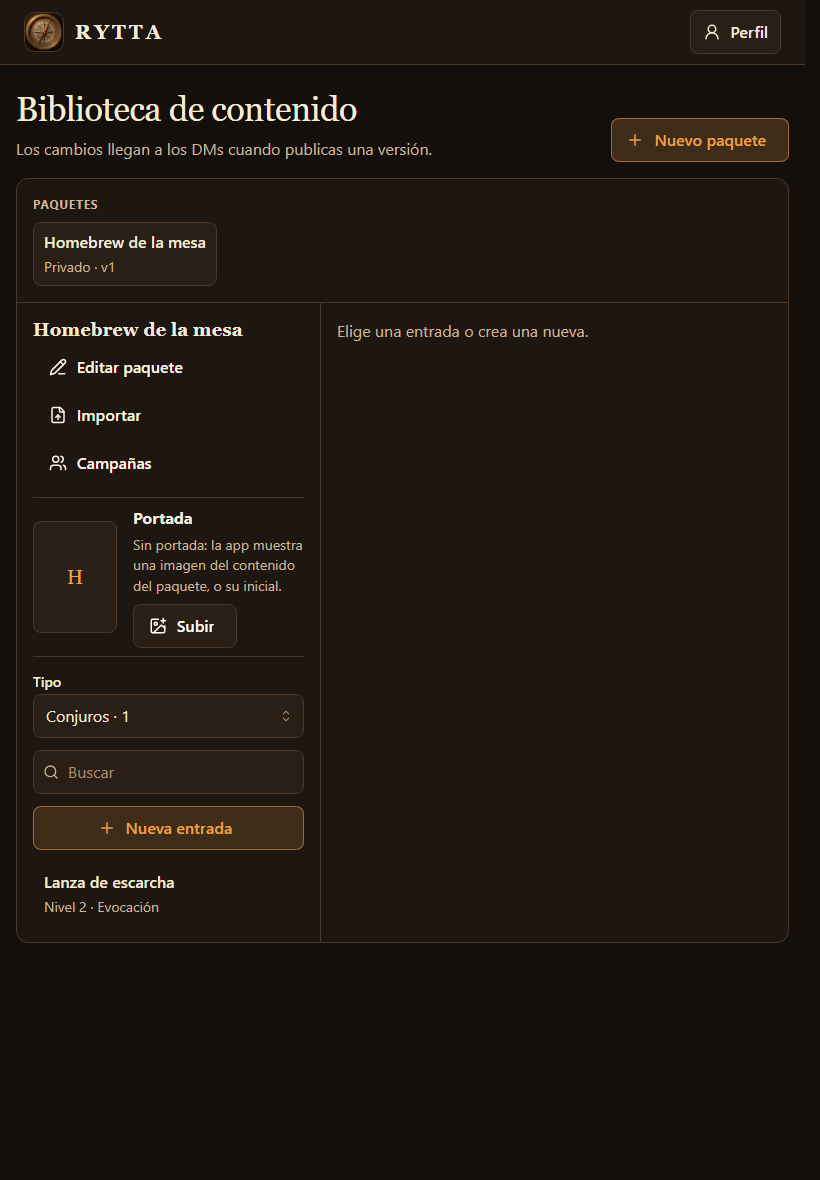 RYTTA
Perfil
Biblioteca de contenido
Los cambios llegan a los DMs cuando publicas una versión.
Nuevo paquete
PAQUETES
Homebrew de la mesa
Privado · v1
Homebrew de la mesa
Editar paquete
Importar
Campañas
Portada
Sin portada: la app muestra
una imagen del contenido
del paquete, o su inicial.
H
Subir
Tipo
Conjuros · 1
Buscar
Nueva entrada
Lanza de escarcha
Nivel 2 · Evocación
Elige una entrada o crea una nueva.